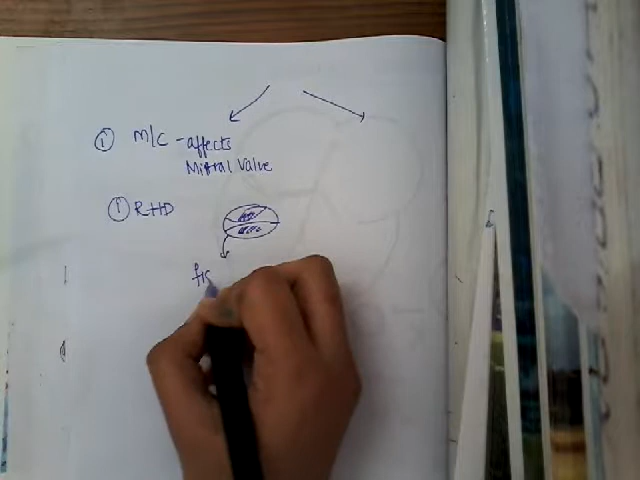 ① M/C - affects
Mitral Valve
① RHD
fis